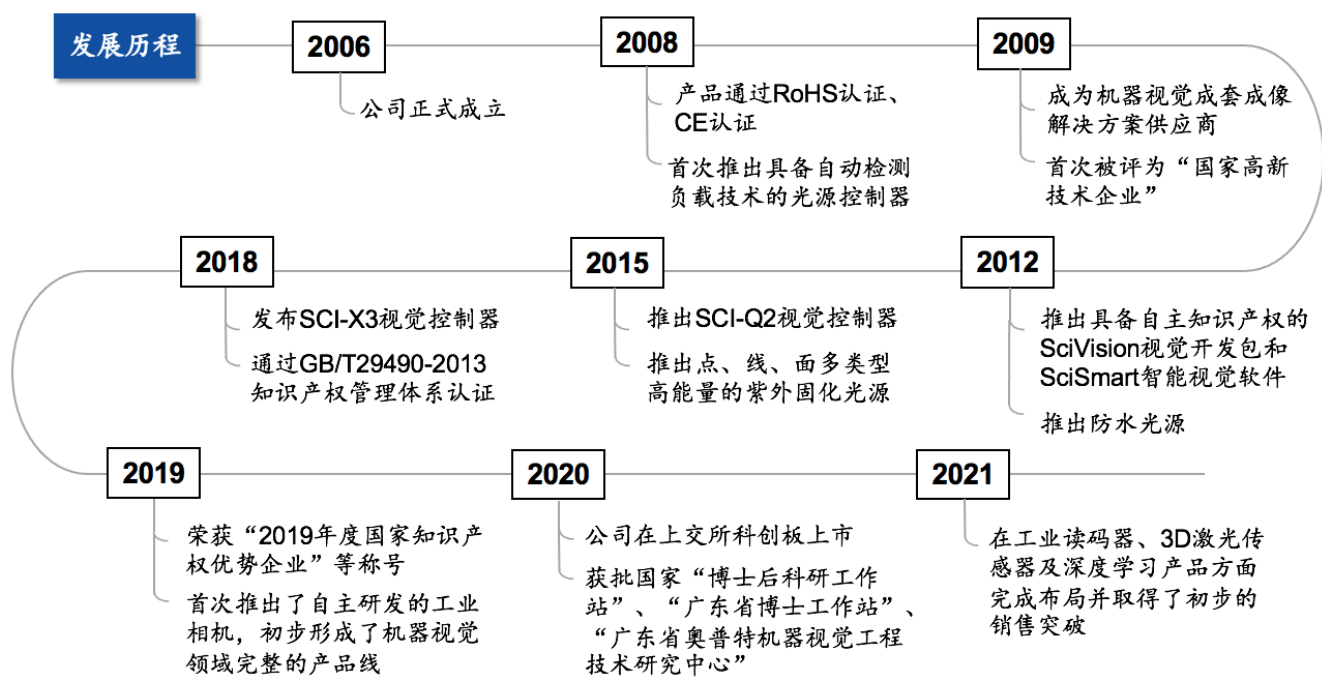 发展历程
2006
公司正式成立
2008
产品通过RoHS认证、
CE认证
首次推出具备自动检测
负载技术的光源控制器
2009
成为机器视觉成套成像
解决方案供应商
首次被评为“国家高新
技术企业”
2012
推出具备自主知识产权的
SciVision视觉开发包和
SciSmart智能视觉软件
推出防水光源
2015
推出SCI-Q2视觉控制器
推出点、线、面多类型
高能量的紫外固化光源
2018
发布SCI-X3视觉控制器
通过GB/T29490-2013
知识产权管理体系认证
2019
荣获“2019年度国家知识产
权优势企业”等称号
首次推出了自主研发的工业
相机，初步形成了机器视觉
领域完整的产品线
2020
公司在上交所科创板上市
获批国家“博士后科研工作
站”、“广东省博士工作站”、
“广东省奥普特机器视觉工程
技术研究中心”
2021
在工业读码器、3D激光传
感器及深度学习产品方面
完成布局并取得了初步的
销售突破